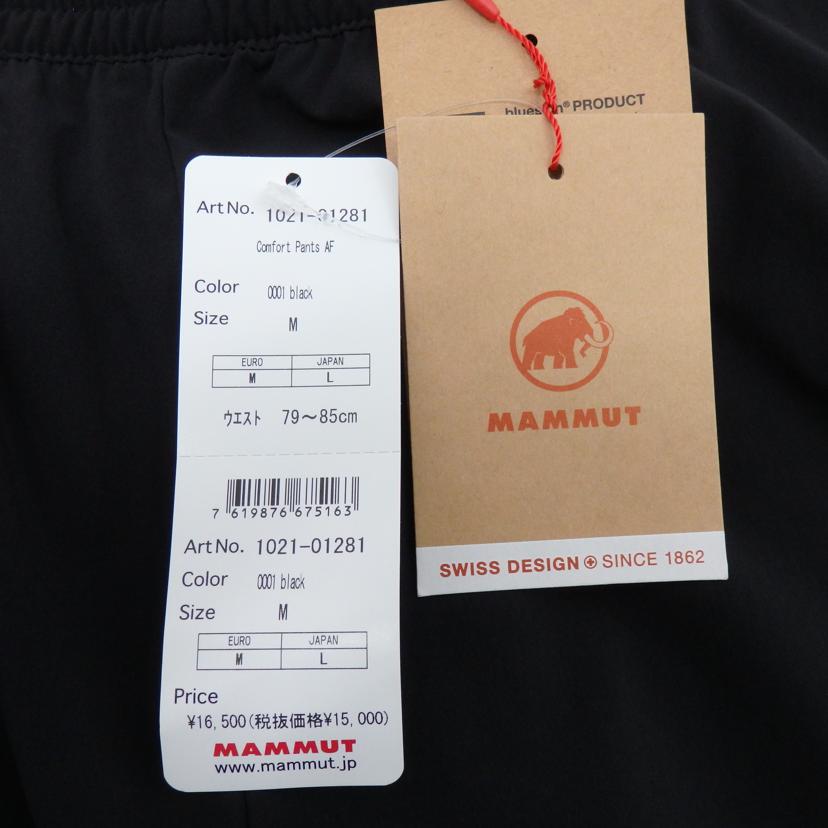 Art No. 1021-01281
Comfort Pants AF
Color 0001 black
Size M
EURO JAPAN
M L
ウエスト 79～85cm
7 619876 675163
Art No. 1021-01281
Color 0001 black
Size M
EURO JAPAN
M L
Price
¥16,500(税抜価格¥15,000)
MAMMUT
www.mammut.jp
® PRODUCT
MAMMUT
SWISS DESIGN SINCE 1862